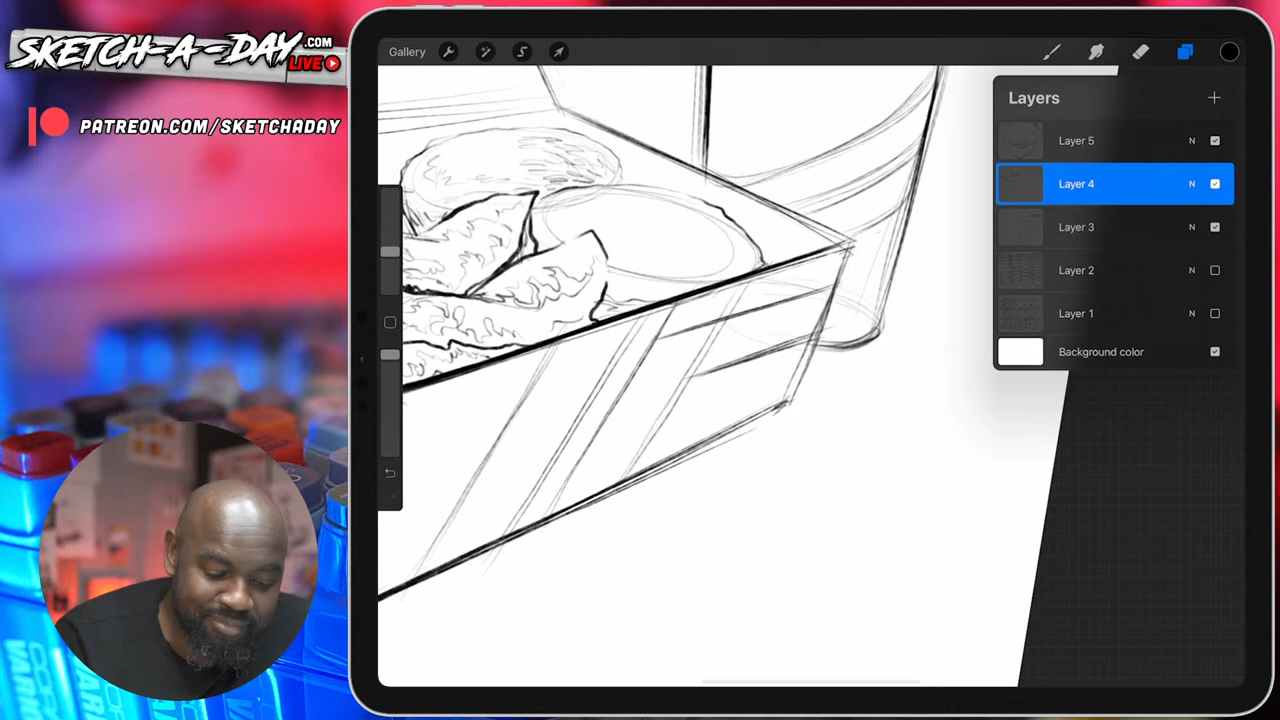 SKETCH-A-DAY.COM
LIVE
PATREON.COM/SKETCHADAY
Gallery
Layers
Layer 5 N
Layer 4 N
Layer 3 N
Layer 2 N
Layer 1 N
Background color